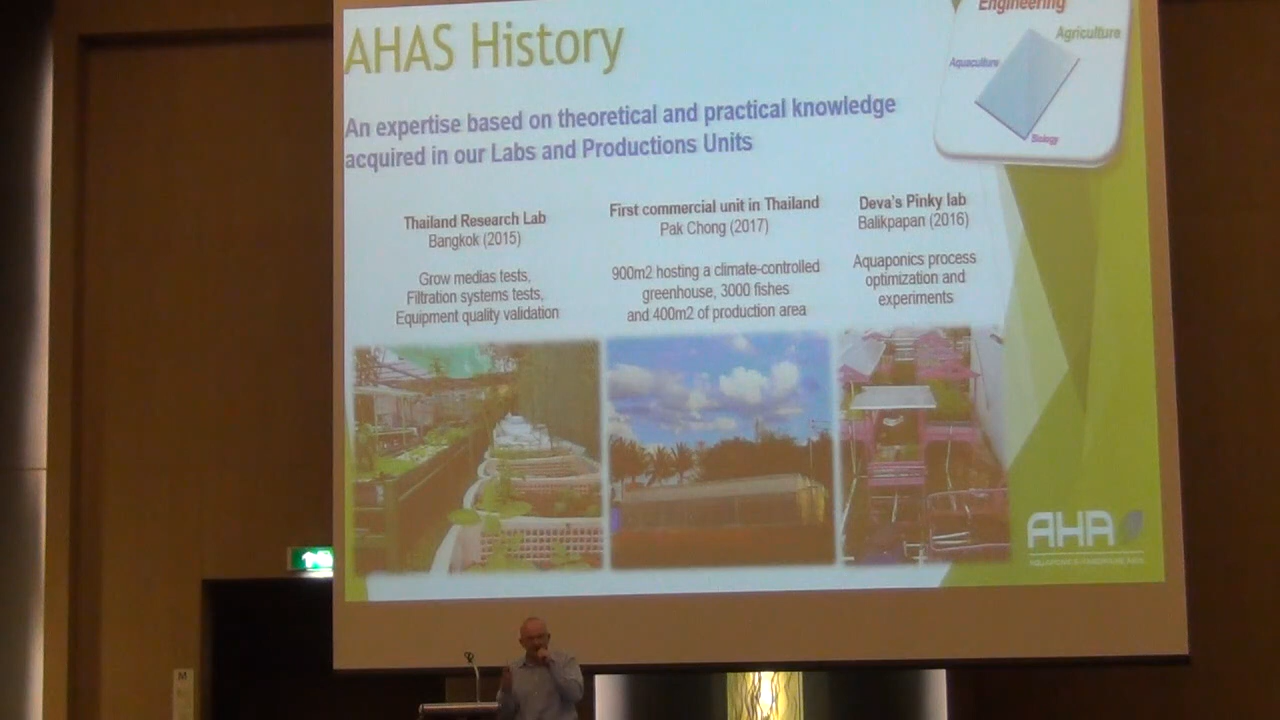 AHAS History
Engineering
Agriculture
Aquaculture
Biology
An expertise based on theoretical and practical knowledge
acquired in our Labs and Productions Units
Thailand Research Lab
Bangkok (2015)
Grow medias tests,
Filtration systems tests,
Equipment quality validation
First commercial unit in Thailand
Pak Chong (2017)
900m2 hosting a climate-controlled
greenhouse, 3000 fishes
and 400m2 of production area
Deva's Pinky lab
Balikpapan (2016)
Aquaponics process
optimization and
experiments
AHA
M